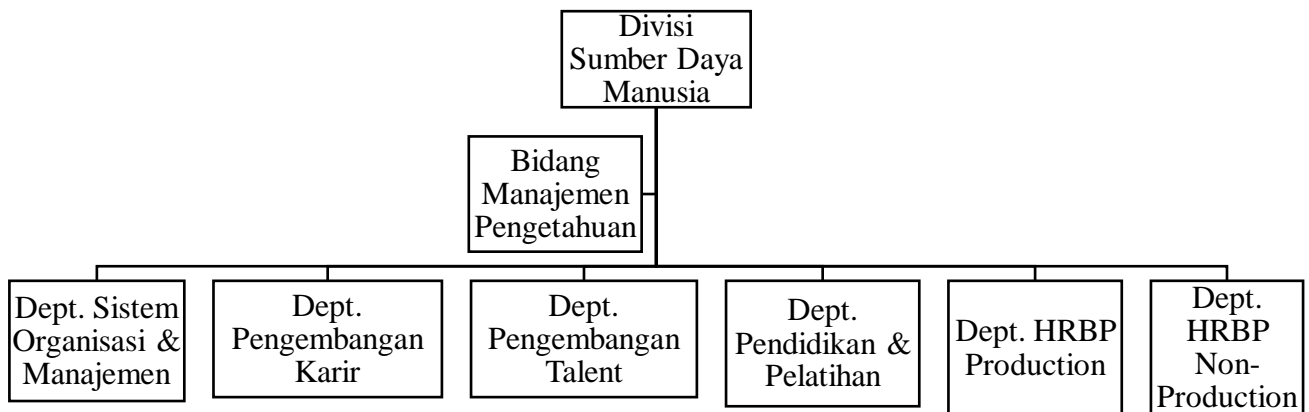 Divisi
Sumber Daya
Manusia
Bidang
Manajemen
Pengetahuan
Dept. Sistem
Organisasi &
Manajemen
Dept.
Pengembangan
Karir
Dept.
Pengembangan
Talent
Dept.
Pendidikan &
Pelatihan
Dept. HRBP
Production
Dept.
HRBP
Non-
Production